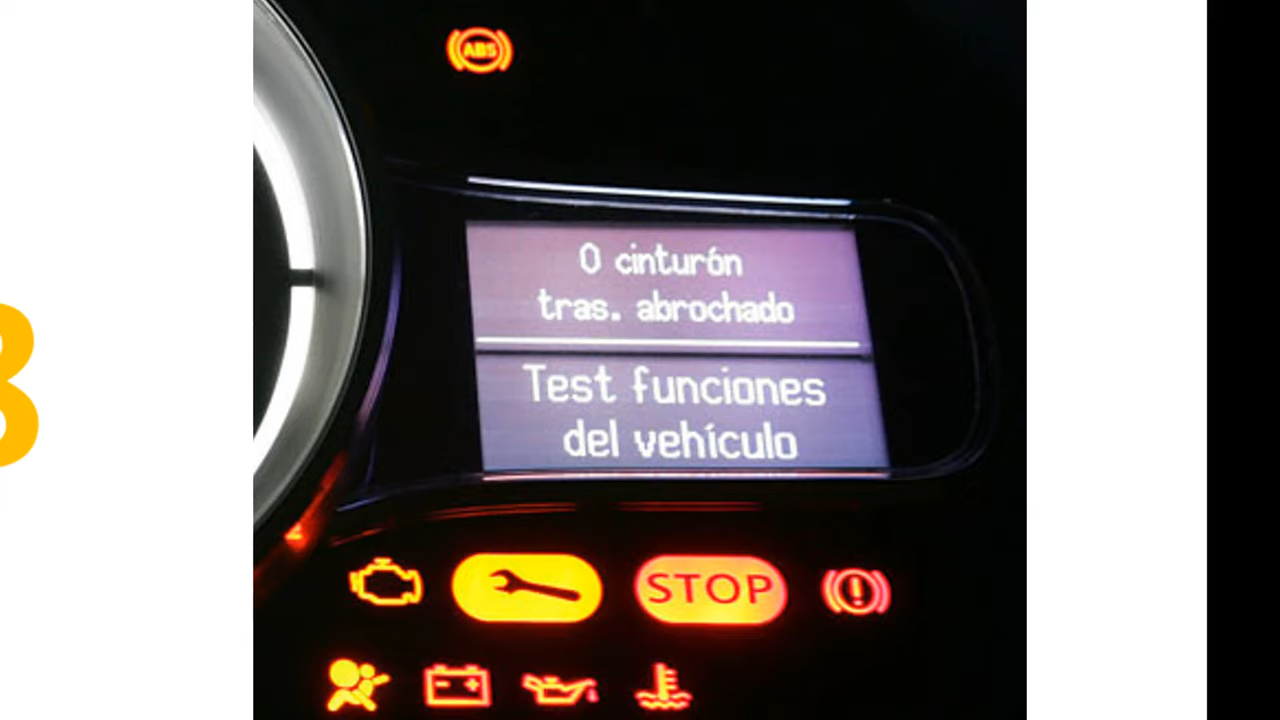 ABS
0 cinturón
tras. abrochado
Test funciones
del vehículo
STOP